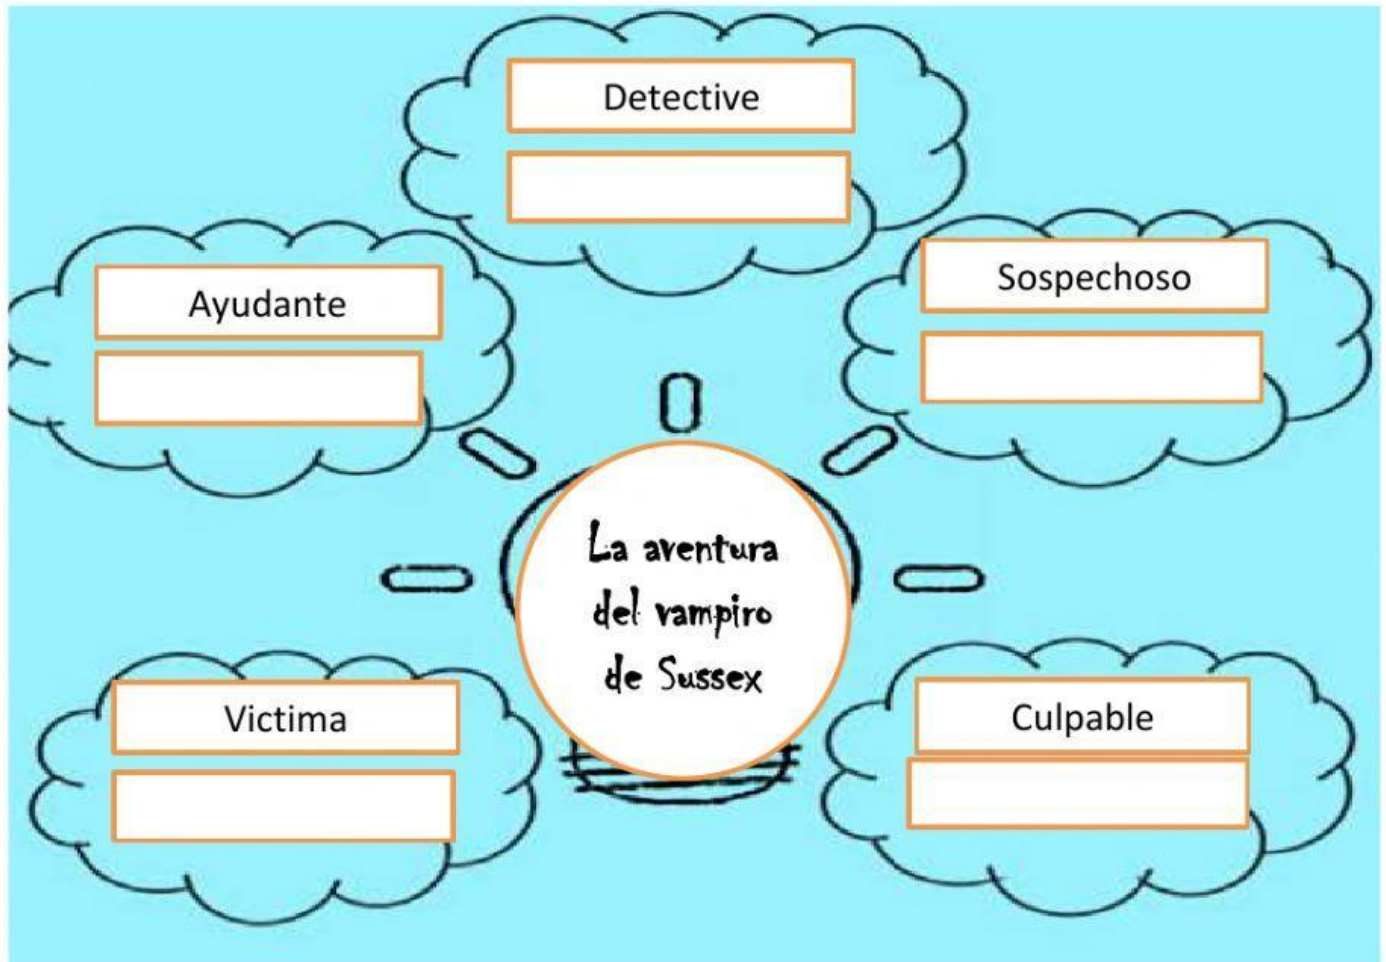 Detective
Ayudante
Sospechoso
La aventura
del vampiro
de Sussex
Victima
Culpable